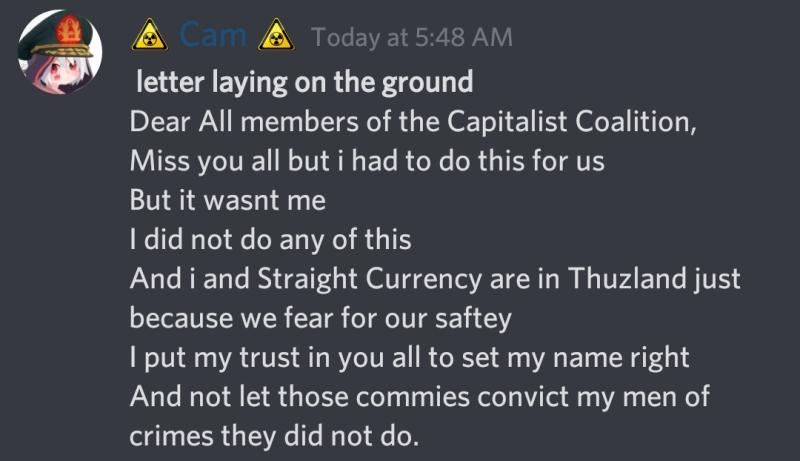 ☢ Cam ☢ Today at 5:48 AM
letter laying on the ground
Dear All members of the Capitalist Coalition,
Miss you all but i had to do this for us
But it wasnt me
I did not do any of this
And i and Straight Currency are in Thuzland just
because we fear for our saftey
I put my trust in you all to set my name right
And not let those commies convict my men of
crimes they did not do.